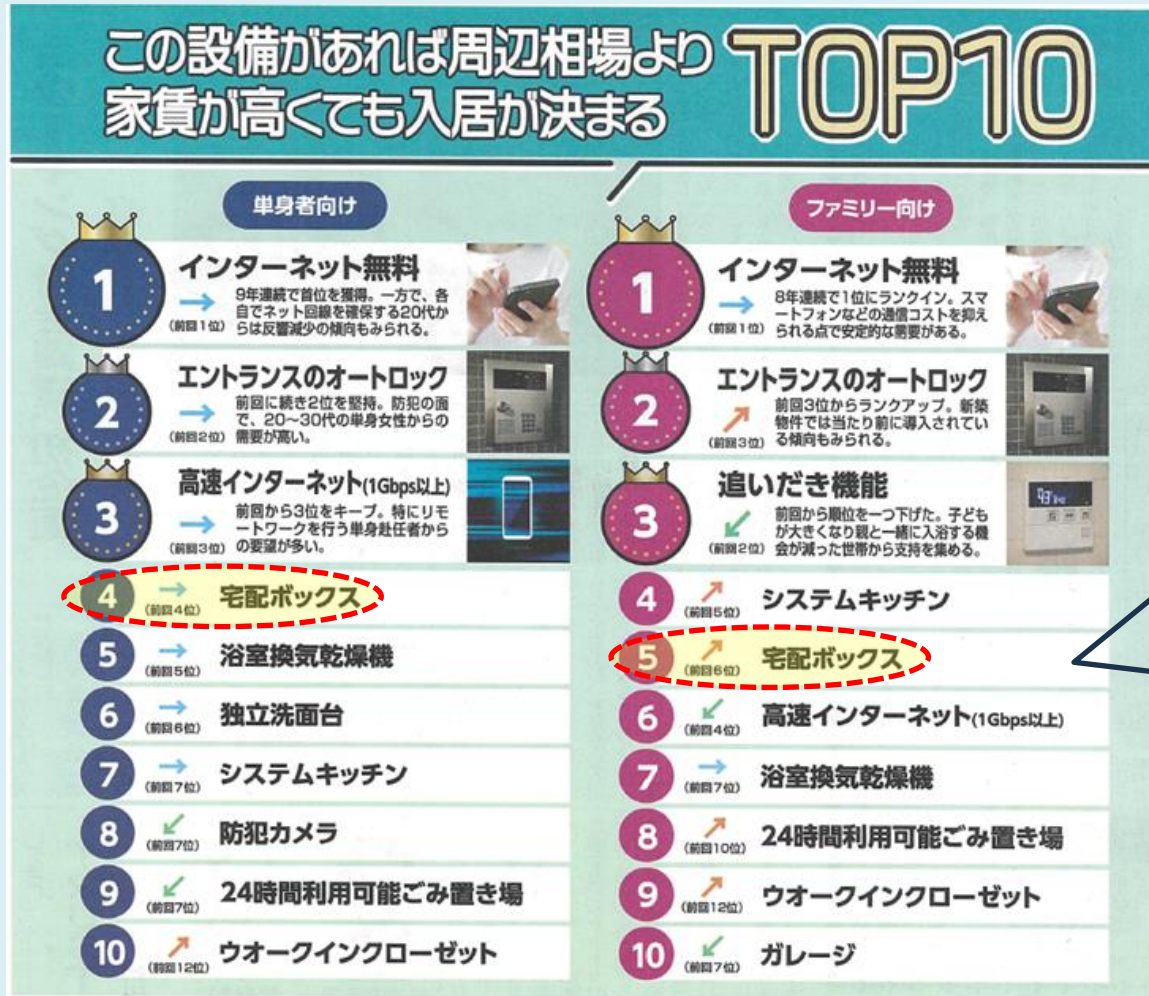 この設備があれば周辺相場より
家賃が高くても入居が決まる
TOP10
単身者向け
1
インターネット無料
(前回1位)
9年連続で首位を獲得。一方で、各
自でネット回線を確保する20代か
らは反響減少の傾向もみられる。
2
エントランスのオートロック
(前回2位)
前回に続き2位を堅持。防犯の面
で、20〜30代の単身女性からの
需要が高い。
3
高速インターネット(1Gbps以上)
(前回3位)
前回から3位をキープ。特にリモ
ートワークを行う単身赴任者から
の要望が多い。
4 (前回4位) 宅配ボックス
5 (前回5位) 浴室換気乾燥機
6 (前回6位) 独立洗面台
7 (前回7位) システムキッチン
8 (前回7位) 防犯カメラ
9 (前回7位) 24時間利用可能ごみ置き場
10 (前回12位) ウオークインクローゼット
ファミリー向け
1
インターネット無料
(前回1位)
8年連続で1位にランクイン。スマ
ートフォンなどの通信コストを抑え
られる点で安定的な需要がある。
2
エントランスのオートロック
(前回3位)
前回3位からランクアップ。新築
物件では当たり前に導入されてい
る傾向もみられる。
3
追いだき機能
(前回2位)
前回から順位を一つ下げた。子ども
が大きくなり親と一緒に入浴する機
会が減った世帯から支持を集める。
4 (前回5位) システムキッチン
5 (前回6位) 宅配ボックス
6 (前回4位) 高速インターネット(1Gbps以上)
7 (前回7位) 浴室換気乾燥機
8 (前回10位) 24時間利用可能ごみ置き場
9 (前回12位) ウオークインクローゼット
10 (前回7位) ガレージ